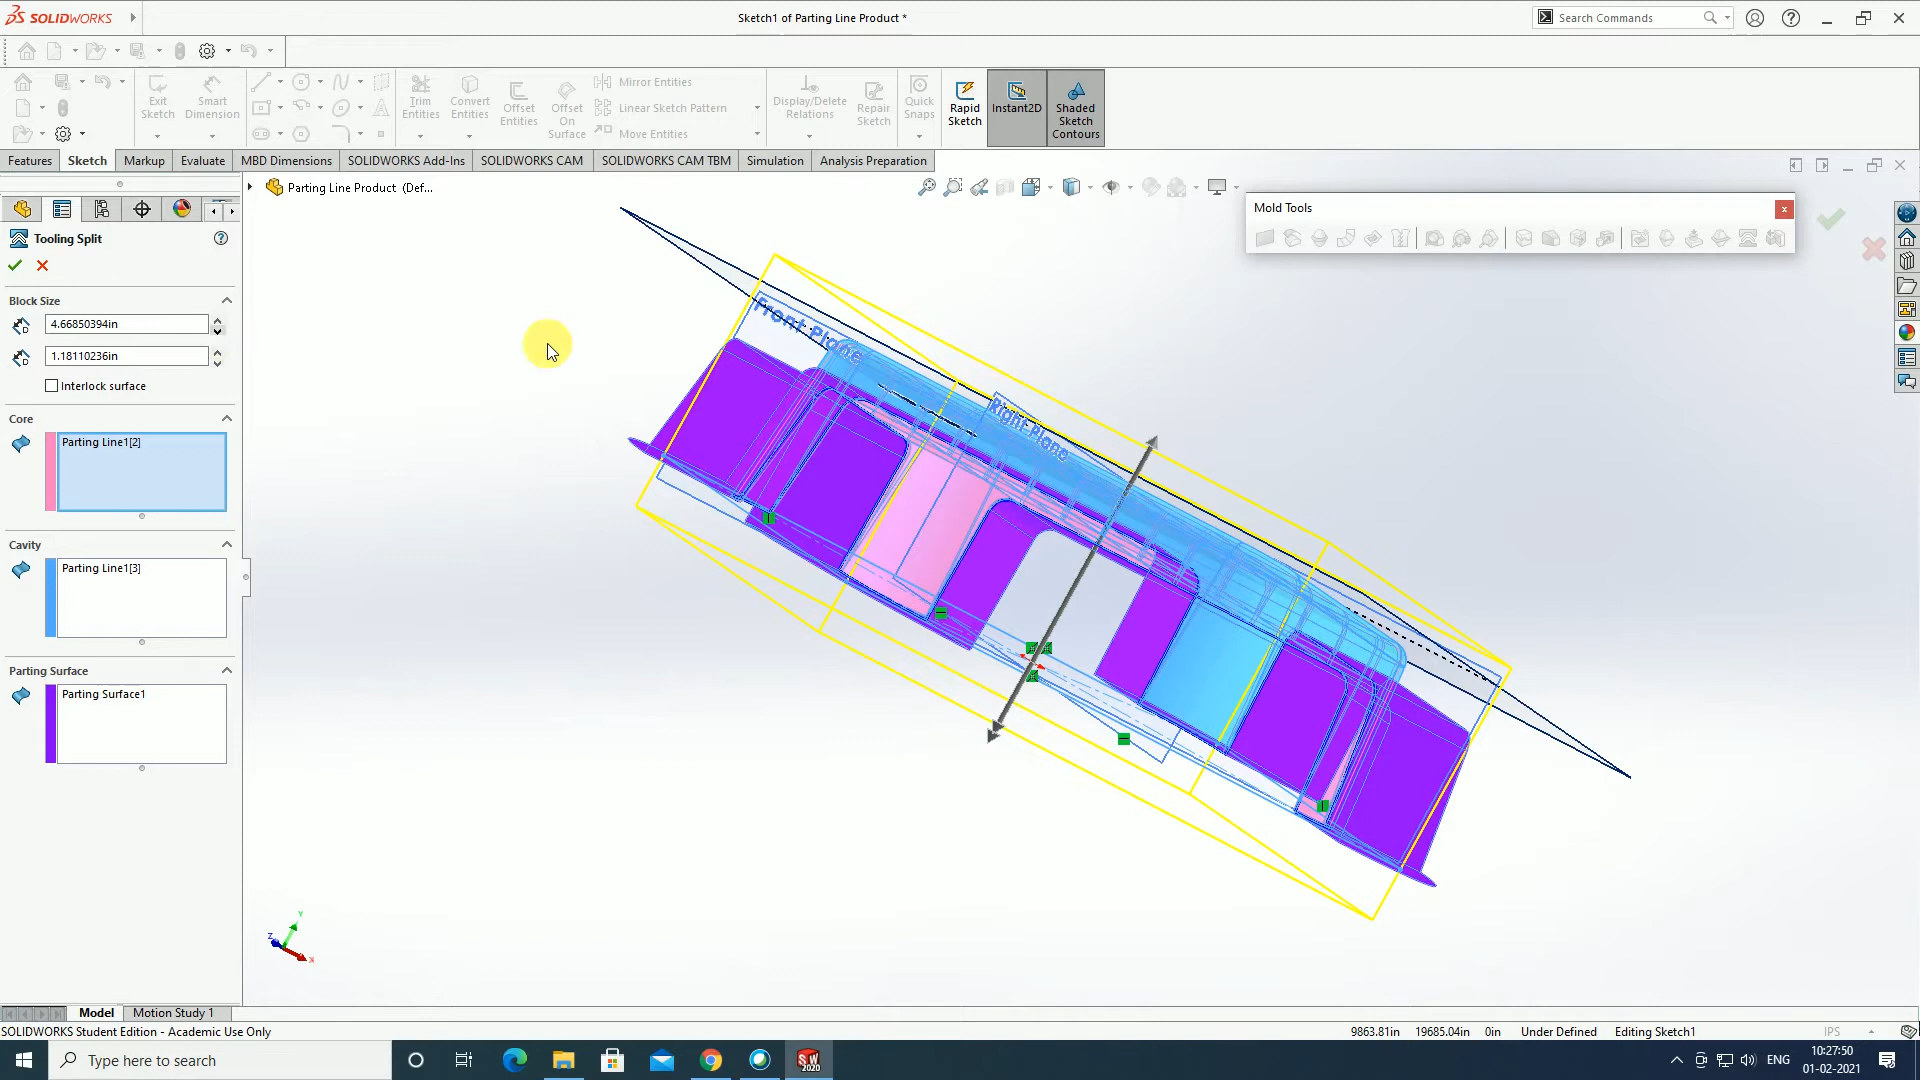 SOLIDWORKS
Sketch1 of Parting Line Product *
Search Commands
Exit Sketch
Smart Dimension
Trim Entities
Convert Entities
Offset Entities
Offset On Surface
Mirror Entities
Linear Sketch Pattern
Move Entities
Display/Delete Relations
Repair Sketch
Quick Snaps
Rapid Sketch
Instant2D
Shaded Sketch Contours
Features
Sketch
Markup
Evaluate
MBD Dimensions
SOLIDWORKS Add-Ins
SOLIDWORKS CAM
SOLIDWORKS CAM TBM
Simulation
Analysis Preparation
Parting Line Product (Def...
Mold Tools
Tooling Split
Block Size
4.66850394in
1.18110236in
Interlock surface
Core
Parting Line1[2]
Cavity
Parting Line1[3]
Parting Surface
Parting Surface1
Front Plane
Right Plane
Y
Z
X
Model
Motion Study 1
SOLIDWORKS Student Edition - Academic Use Only
9863.81in
19685.04in
0in
Under Defined
Editing Sketch1
IPS
Type here to search
SW
2020
ENG
10:27:50
01-02-2021